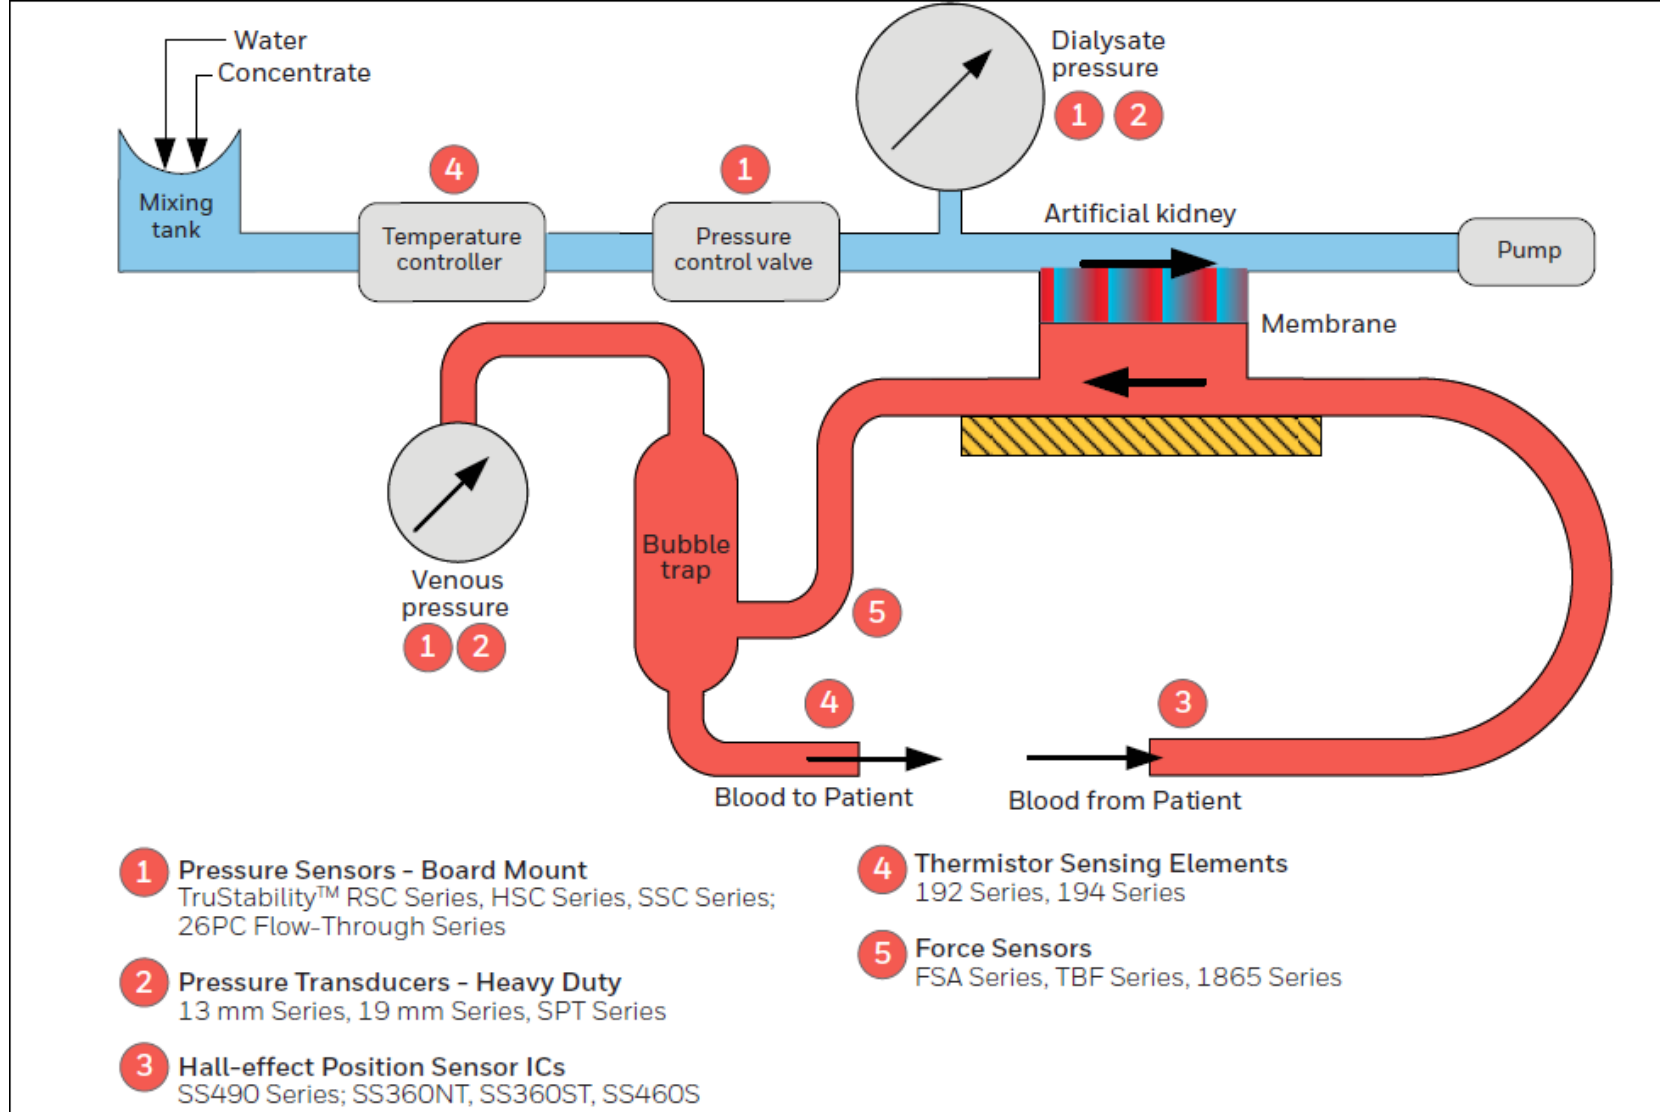 Water
Concentrate
Dialysate
pressure
1 2
4
1
Mixing
tank
Temperature
controller
Pressure
control valve
Artificial kidney
Pump
Membrane
Bubble
trap
Venous
pressure
1 2
5
4
3
Blood to Patient
Blood from Patient
1 Pressure Sensors - Board Mount
TruStability™ RSC Series, HSC Series, SSC Series;
26PC Flow-Through Series
2 Pressure Transducers - Heavy Duty
13 mm Series, 19 mm Series, SPT Series
3 Hall-effect Position Sensor ICs
SS490 Series; SS360NT, SS360ST, SS460S
4 Thermistor Sensing Elements
192 Series, 194 Series
5 Force Sensors
FSA Series, TBF Series, 1865 Series